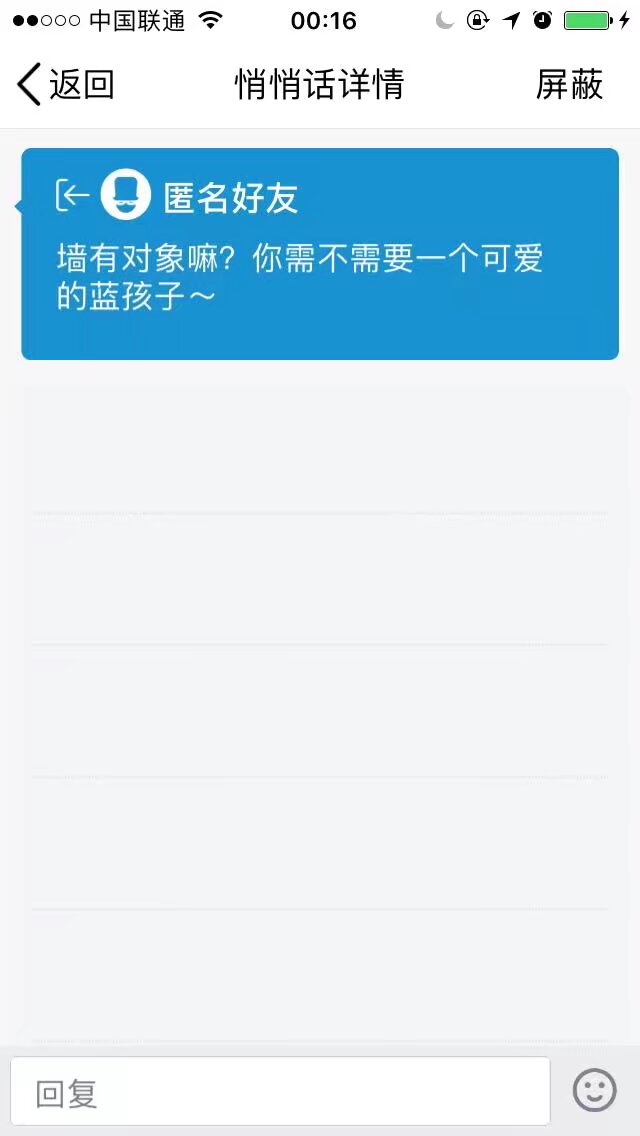 中国联通
00:16
返回
悄悄话详情
屏蔽
匿名好友
墙有对象嘛？你需不需要一个可爱
的蓝孩子～
回复